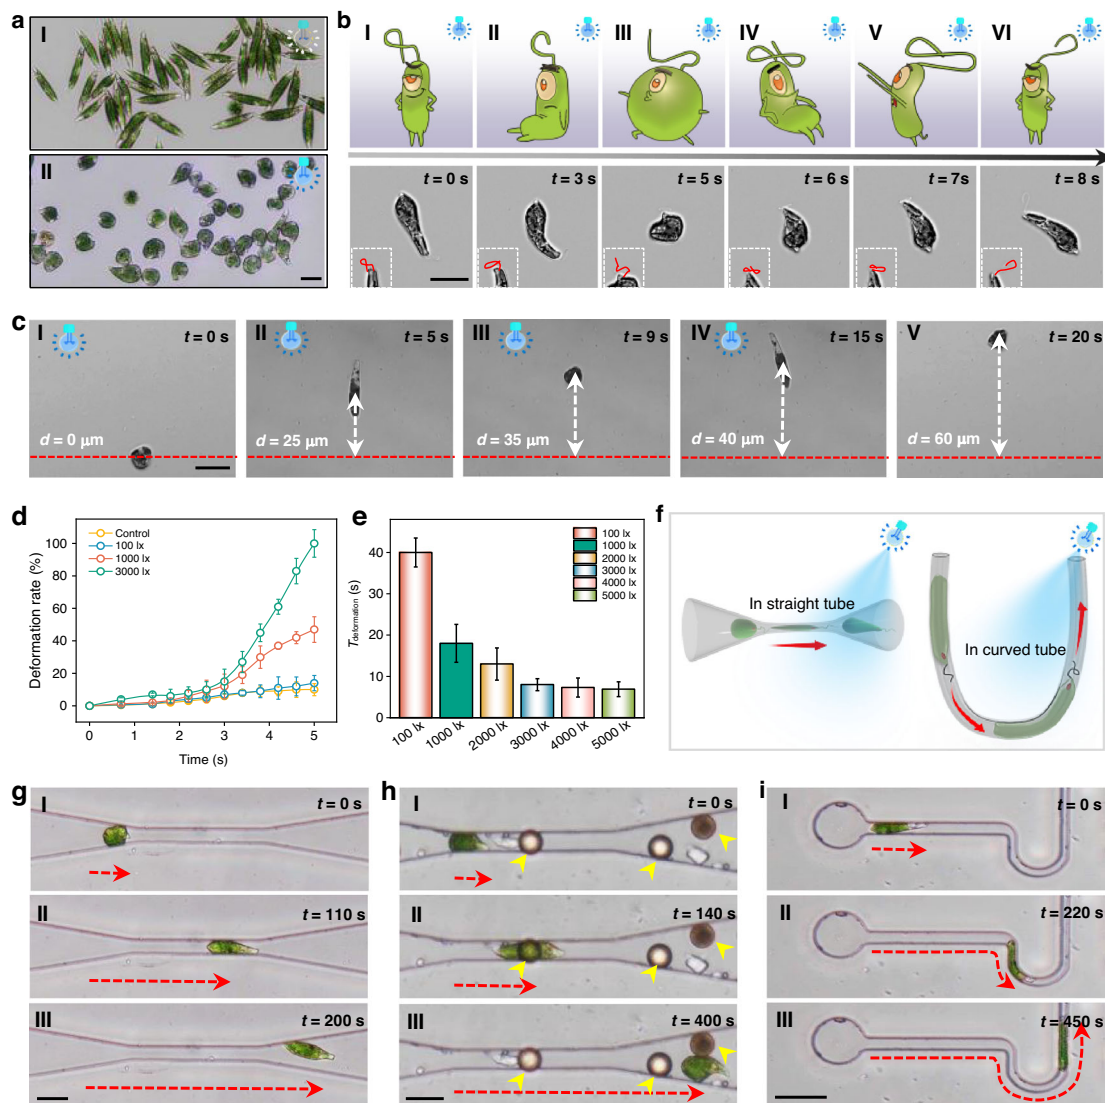 a
I
II
b
I
II
III
IV
V
VI
t = 0 s
t = 3 s
t = 5 s
t = 6 s
t = 7s
t = 8 s
c
I
t = 0 s
d = 0 µm
II
t = 5 s
d = 25 µm
III
t = 9 s
d = 35 µm
IV
t = 15 s
d = 40 µm
V
t = 20 s
d = 60 µm
d
Control
100 lx
1000 lx
3000 lx
Deformation rate (%)
100
80
60
40
20
0
0 1 2 3 4 5
Time (s)
e
100 lx
1000 lx
2000 lx
3000 lx
4000 lx
5000 lx
Tdeformation (s)
40
30
20
10
0
100 lx
1000 lx
2000 lx
3000 lx
4000 lx
5000 lx
f
In straight tube
In curved tube
g
I
t = 0 s
II
t = 110 s
III
t = 200 s
h
I
t = 0 s
II
t = 140 s
III
t = 400 s
i
I
t = 0 s
II
t = 220 s
III
t = 450 s